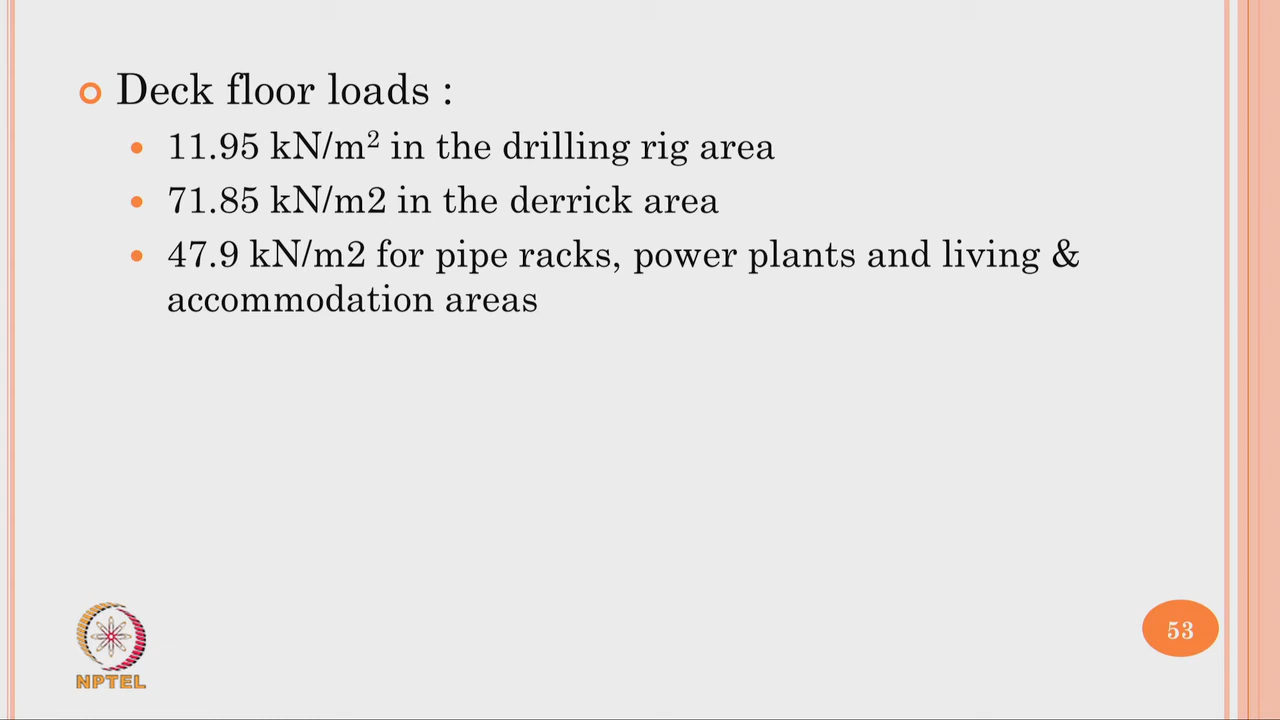 Deck floor loads :
11.95 kN/m² in the drilling rig area
71.85 kN/m2 in the derrick area
47.9 kN/m2 for pipe racks, power plants and living &
accommodation areas
NPTEL
53